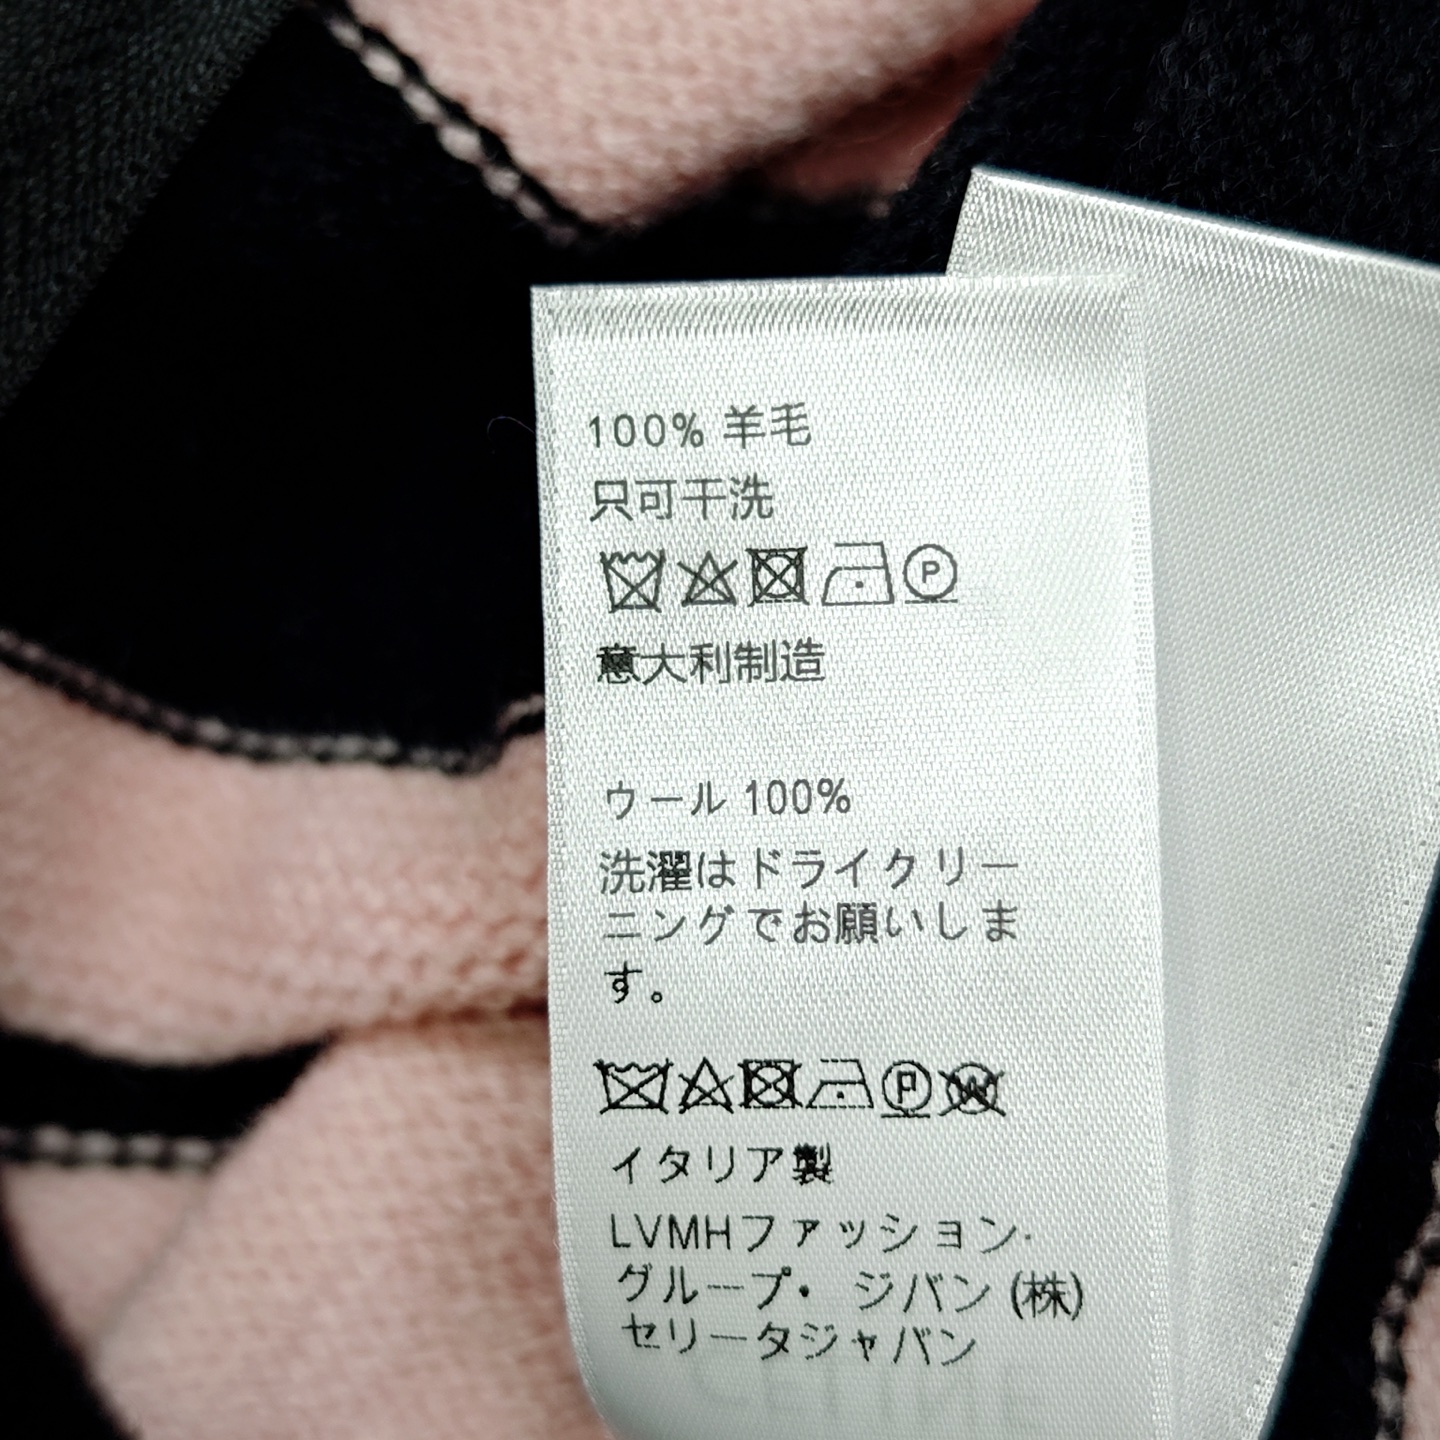 100% 羊毛
只可干洗
P
意大利制造
ウール 100%
洗濯はドライクリー
ニングでお願いしま
す。
P W
イタリア製
LVMHファッション・
グループ・ ジパン (株)
セリータジャパン